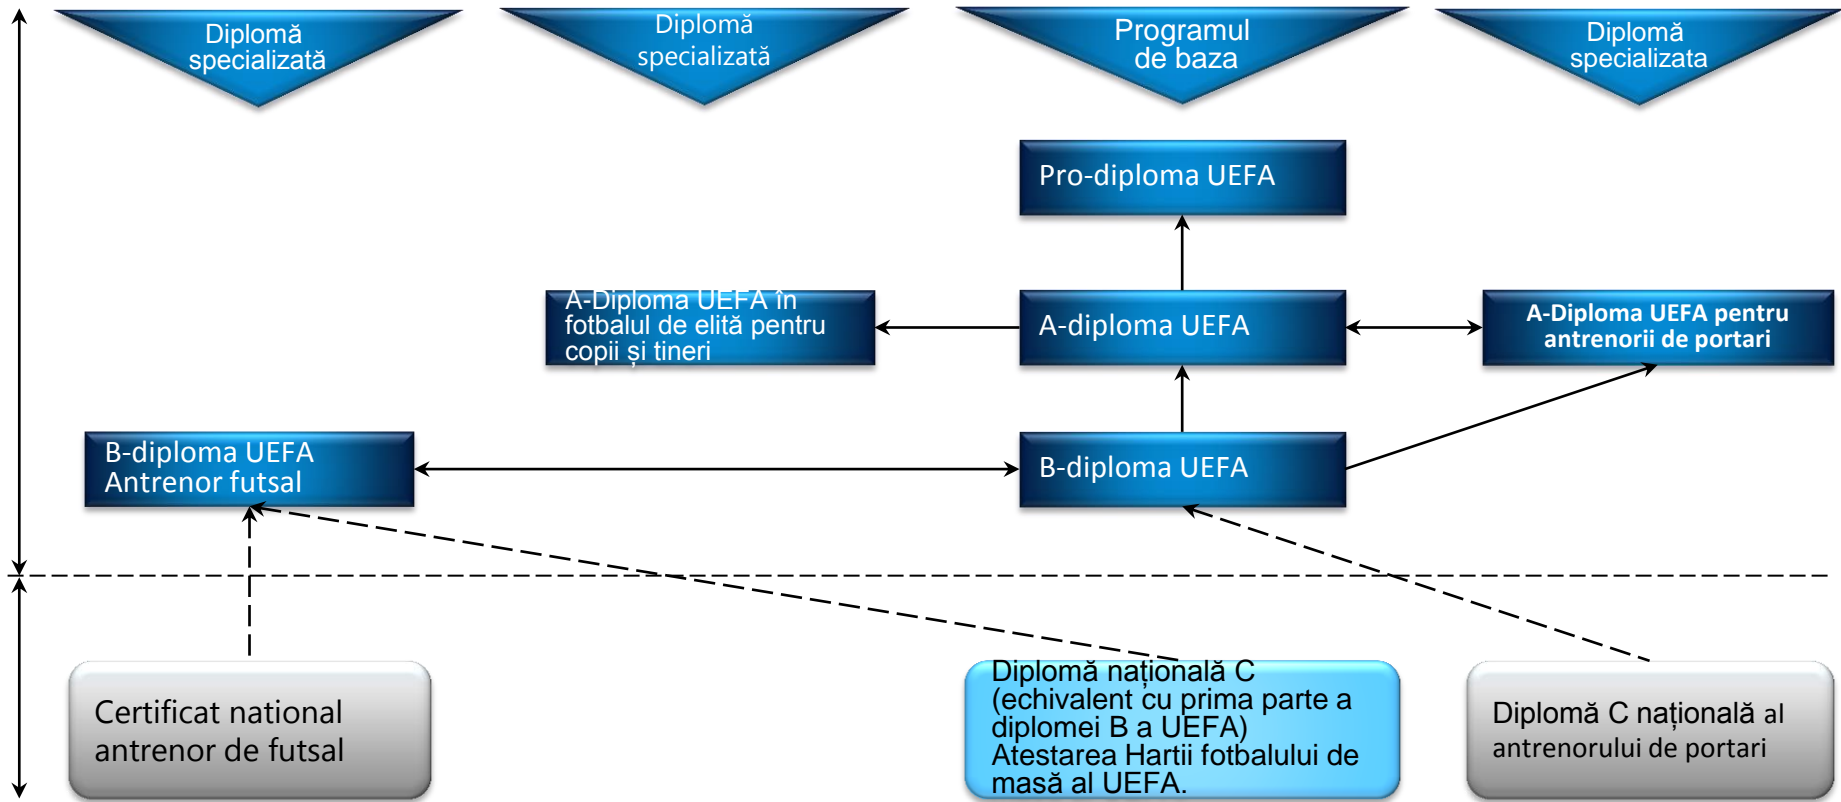 Diplomă
specializată
Diplomă
specializată
Programul
de baza
Diplomă
specializata
Pro-diploma UEFA
A-Diploma UEFA în
fotbalul de elită pentru
copii și tineri
A-diploma UEFA
A-Diploma UEFA pentru
antrenorii de portari
B-diploma UEFA
Antrenor futsal
B-diploma UEFA
Certificat national
antrenor de futsal
Diplomă națională C
(echivalent cu prima parte a
diplomei B a UEFA)
Atestarea Hartii fotbalului de
masă al UEFA.
Diplomă C națională al
antrenorului de portari